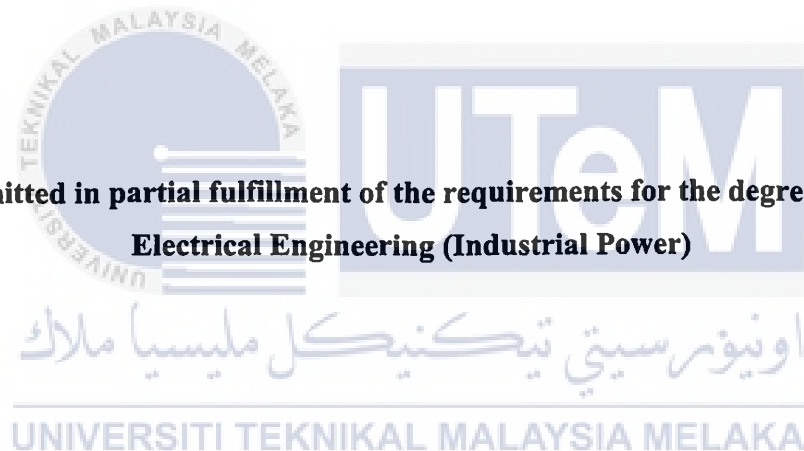 UNIVERSITI TEKNIKAL MALAYSIA MELAKA
UTeM
itted in partial fulfillment of the requirements for the degre
Electrical Engineering (Industrial Power)
اونيۏرسيتي تيكنيكل مليسيا ملاك
UNIVERSITI TEKNIKAL MALAYSIA MELAKA